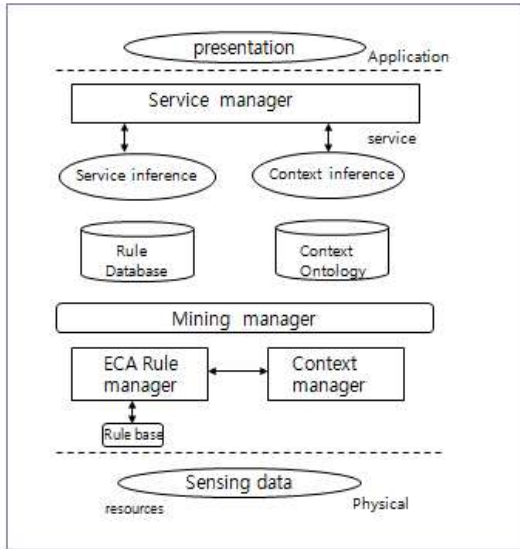 presentation
Application
Service manager
service
Service inference
Context inference
Rule
Database
Context
Ontology
Mining manager
ECA Rule
manager
Context
manager
Rule base
Sensing data
resources
Physical